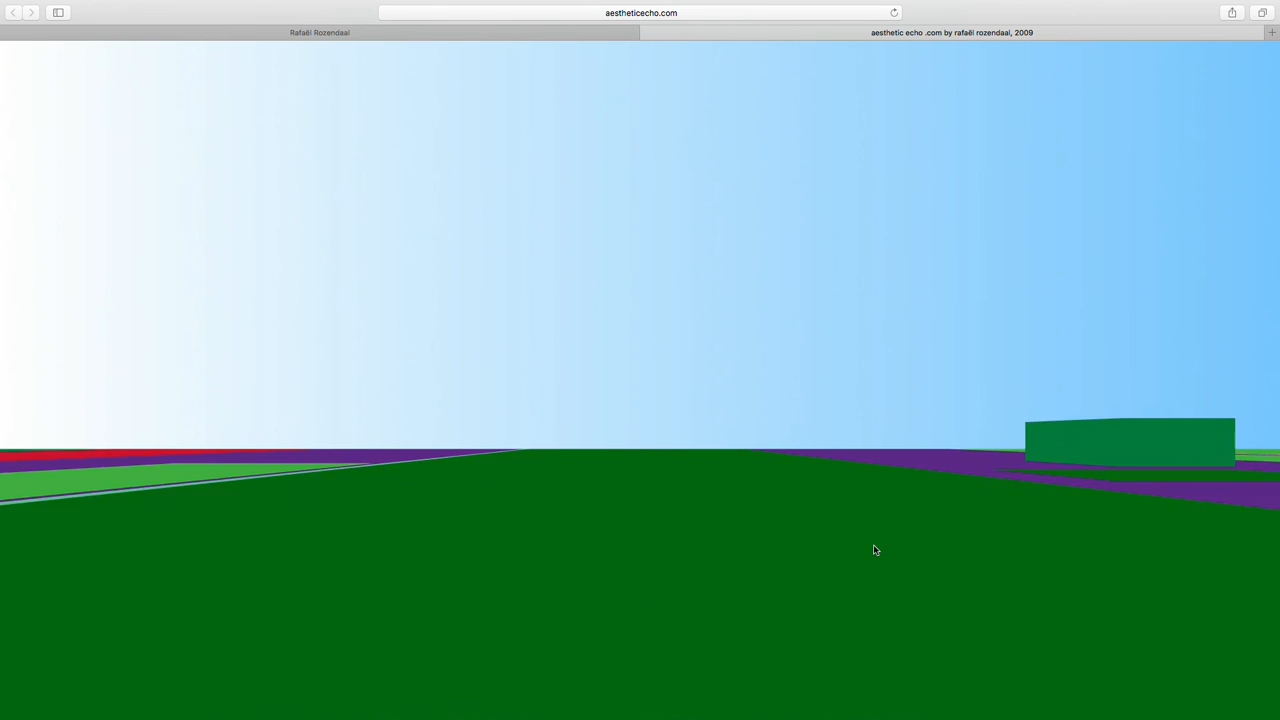 aestheticecho.com
Rafaël Rozendaal
aesthetic echo .com by rafaël rozendaal, 2009